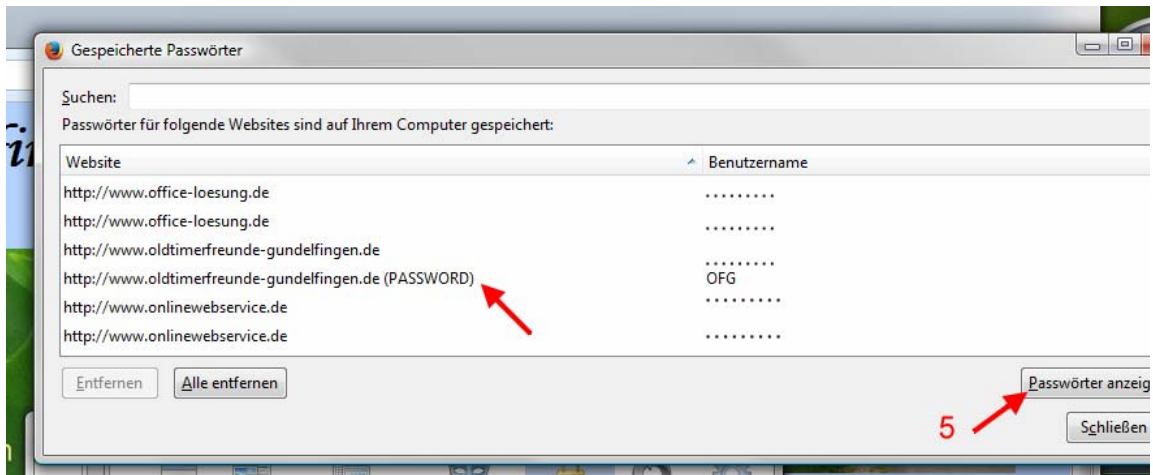 Gespeicherte Passwörter
Suchen:
Passwörter für folgende Websites sind auf Ihrem Computer gespeichert:
Website Benutzername
http://www.office-loesung.de .........
http://www.office-loesung.de .........
http://www.oldtimerfreunde-gundelfingen.de .........
http://www.oldtimerfreunde-gundelfingen.de (PASSWORD) OFG
http://www.onlinewebservice.de .........
http://www.onlinewebservice.de .........
Entfernen Alle entfernen Passwörter anzeig
5 Schließen